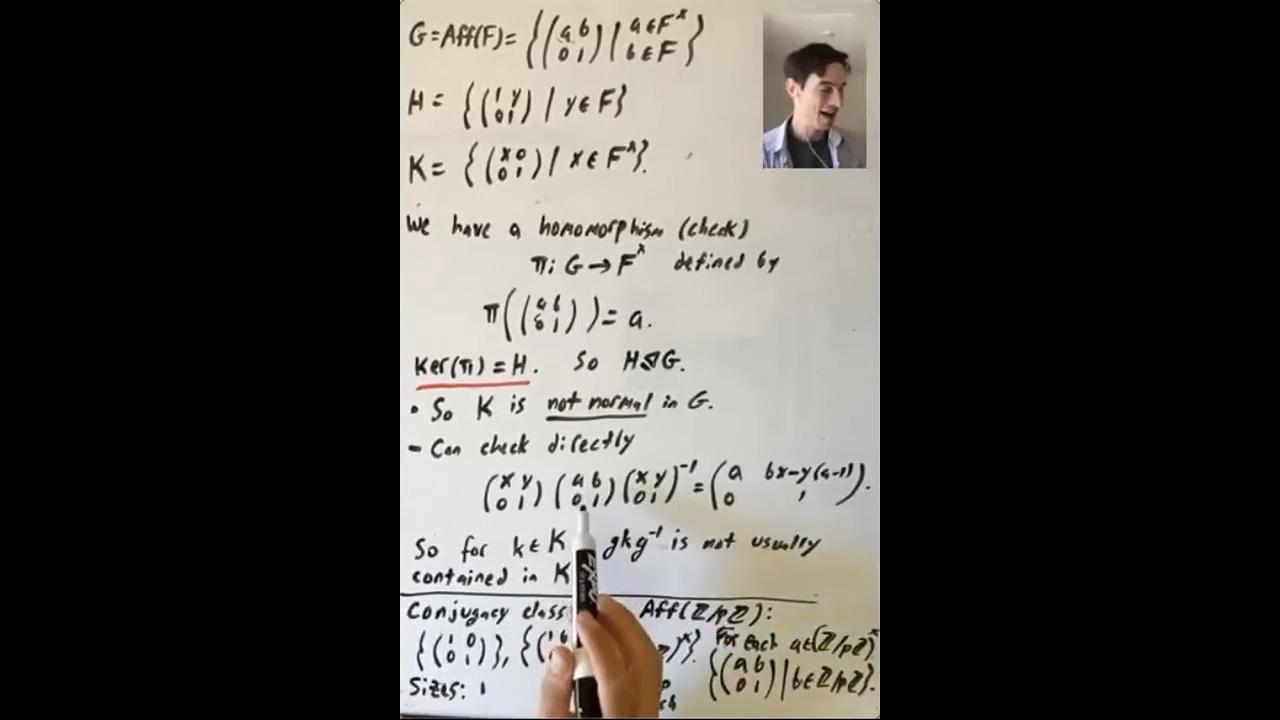 G = Aff(F) = { ( a b 0 1 ) | a ∈ F^x b ∈ F }
H = { ( 1 y 0 1 ) | y ∈ F }
K = { ( x 0 0 1 ) | x ∈ F^x }.
We have a homomorphism (check)
π: G → F^x defined by
π( ( a b 0 1 ) ) = a.
Ker(π) = H. So H ⊴ G.
• So K is not normal in G.
- Can check directly
( x y 0 1 ) ( a b 0 1 ) ( x y 0 1 )^-1 = ( a bx-y(a-1) 0 1 ).
So for k ∈ K gkg^-1 is not usually
contained in K
EXPO
Conjugacy class Aff(ℤ/pℤ):
{ ( 1 0 0 1 ) }, { ( 1 b 0 )^x } For each a ∈ (ℤ/pℤ)^x
{ ( a b 0 1 ) | b ∈ ℤ/pℤ }.
Sizes: 1